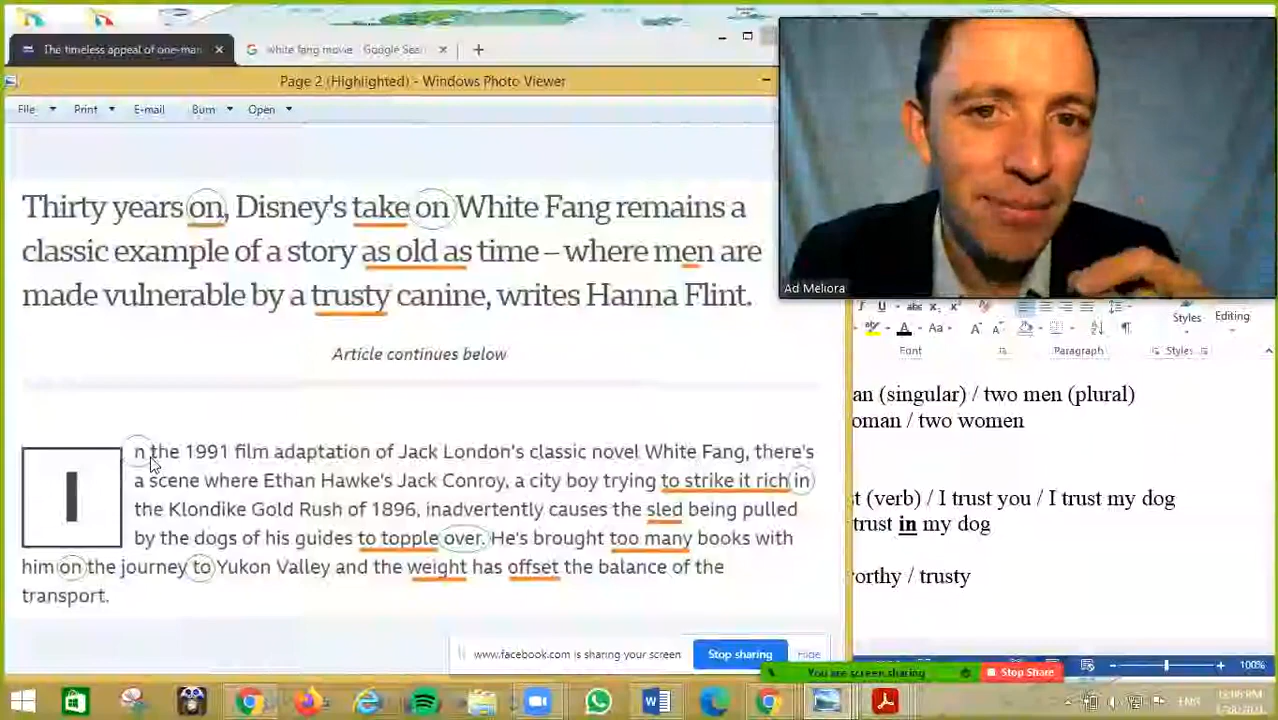 The timeless appeal of one-man
white fang movie - Google Sear
Page 2 (Highlighted) - Windows Photo Viewer
File Print E-mail Burn Open
Thirty years on, Disney's take on White Fang remains a
classic example of a story as old as time – where men are
made vulnerable by a trusty canine, writes Hanna Flint.
Article continues below
In the 1991 film adaptation of Jack London's classic novel White Fang, there's
a scene where Ethan Hawke's Jack Conroy, a city boy trying to strike it rich in
the Klondike Gold Rush of 1896, inadvertently causes the sled being pulled
by the dogs of his guides to topple over. He's brought too many books with
him on the journey to Yukon Valley and the weight has offset the balance of the
transport.
www.facebook.com is sharing your screen
Stop sharing
Hide
Ad Meliora
Styles
Editing
Font
Paragraph
Styles
an (singular) / two men (plural)
oman / two women
st (verb) / I trust you / I trust my dog
trust in my dog
orthy / trusty
100%
You are screen sharing
Stop Share
ENG